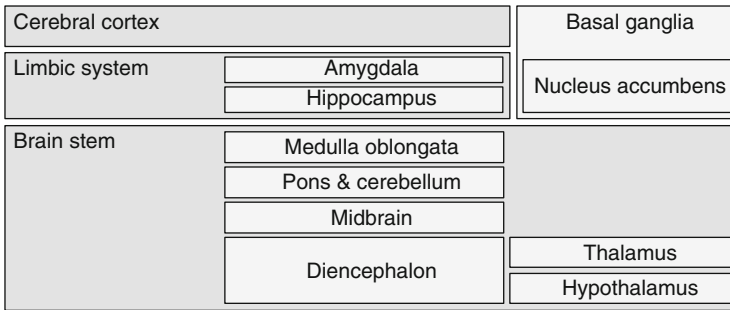 Cerebral cortex
Basal ganglia
Limbic system
Amygdala
Hippocampus
Nucleus accumbens
Brain stem
Medulla oblongata
Pons & cerebellum
Midbrain
Diencephalon
Thalamus
Hypothalamus